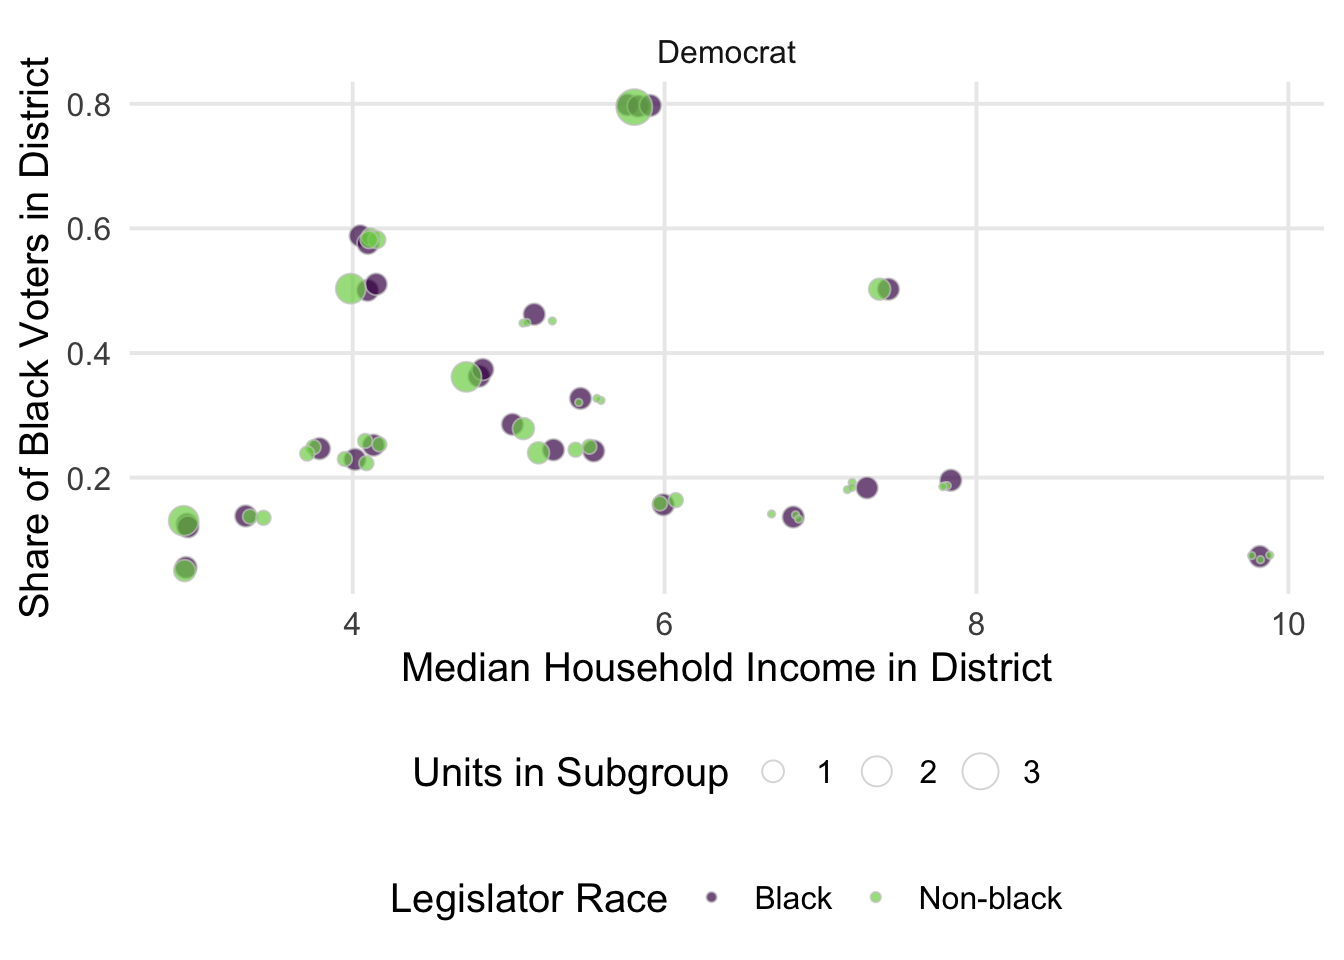 Democrat
Share of Black Voters in District
0.8
0.6
0.4
0.2
4 6 8 10
Median Household Income in District
Units in Subgroup 1 2 3
Legislator Race Black Non-black